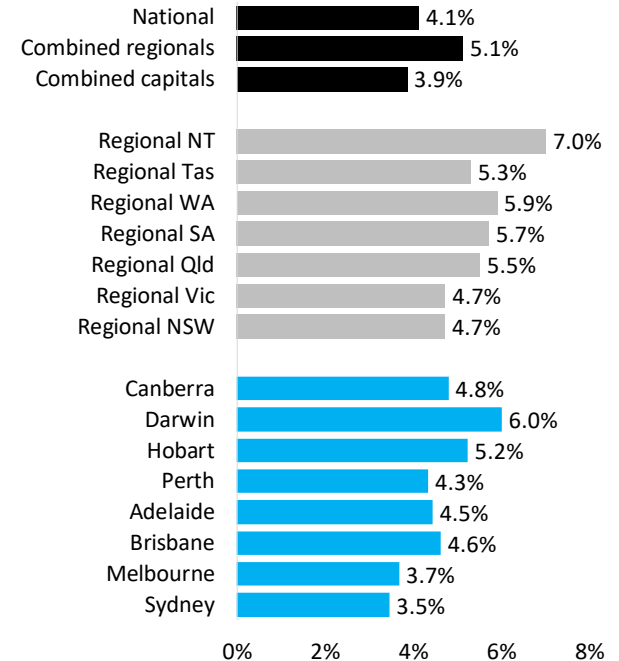 National 4.1%
Combined regionals 5.1%
Combined capitals 3.9%
Regional NT 7.0%
Regional Tas 5.3%
Regional WA 5.9%
Regional SA 5.7%
Regional Qld 5.5%
Regional Vic 4.7%
Regional NSW 4.7%
Canberra 4.8%
Darwin 6.0%
Hobart 5.2%
Perth 4.3%
Adelaide 4.5%
Brisbane 4.6%
Melbourne 3.7%
Sydney 3.5%
0% 2% 4% 6% 8%